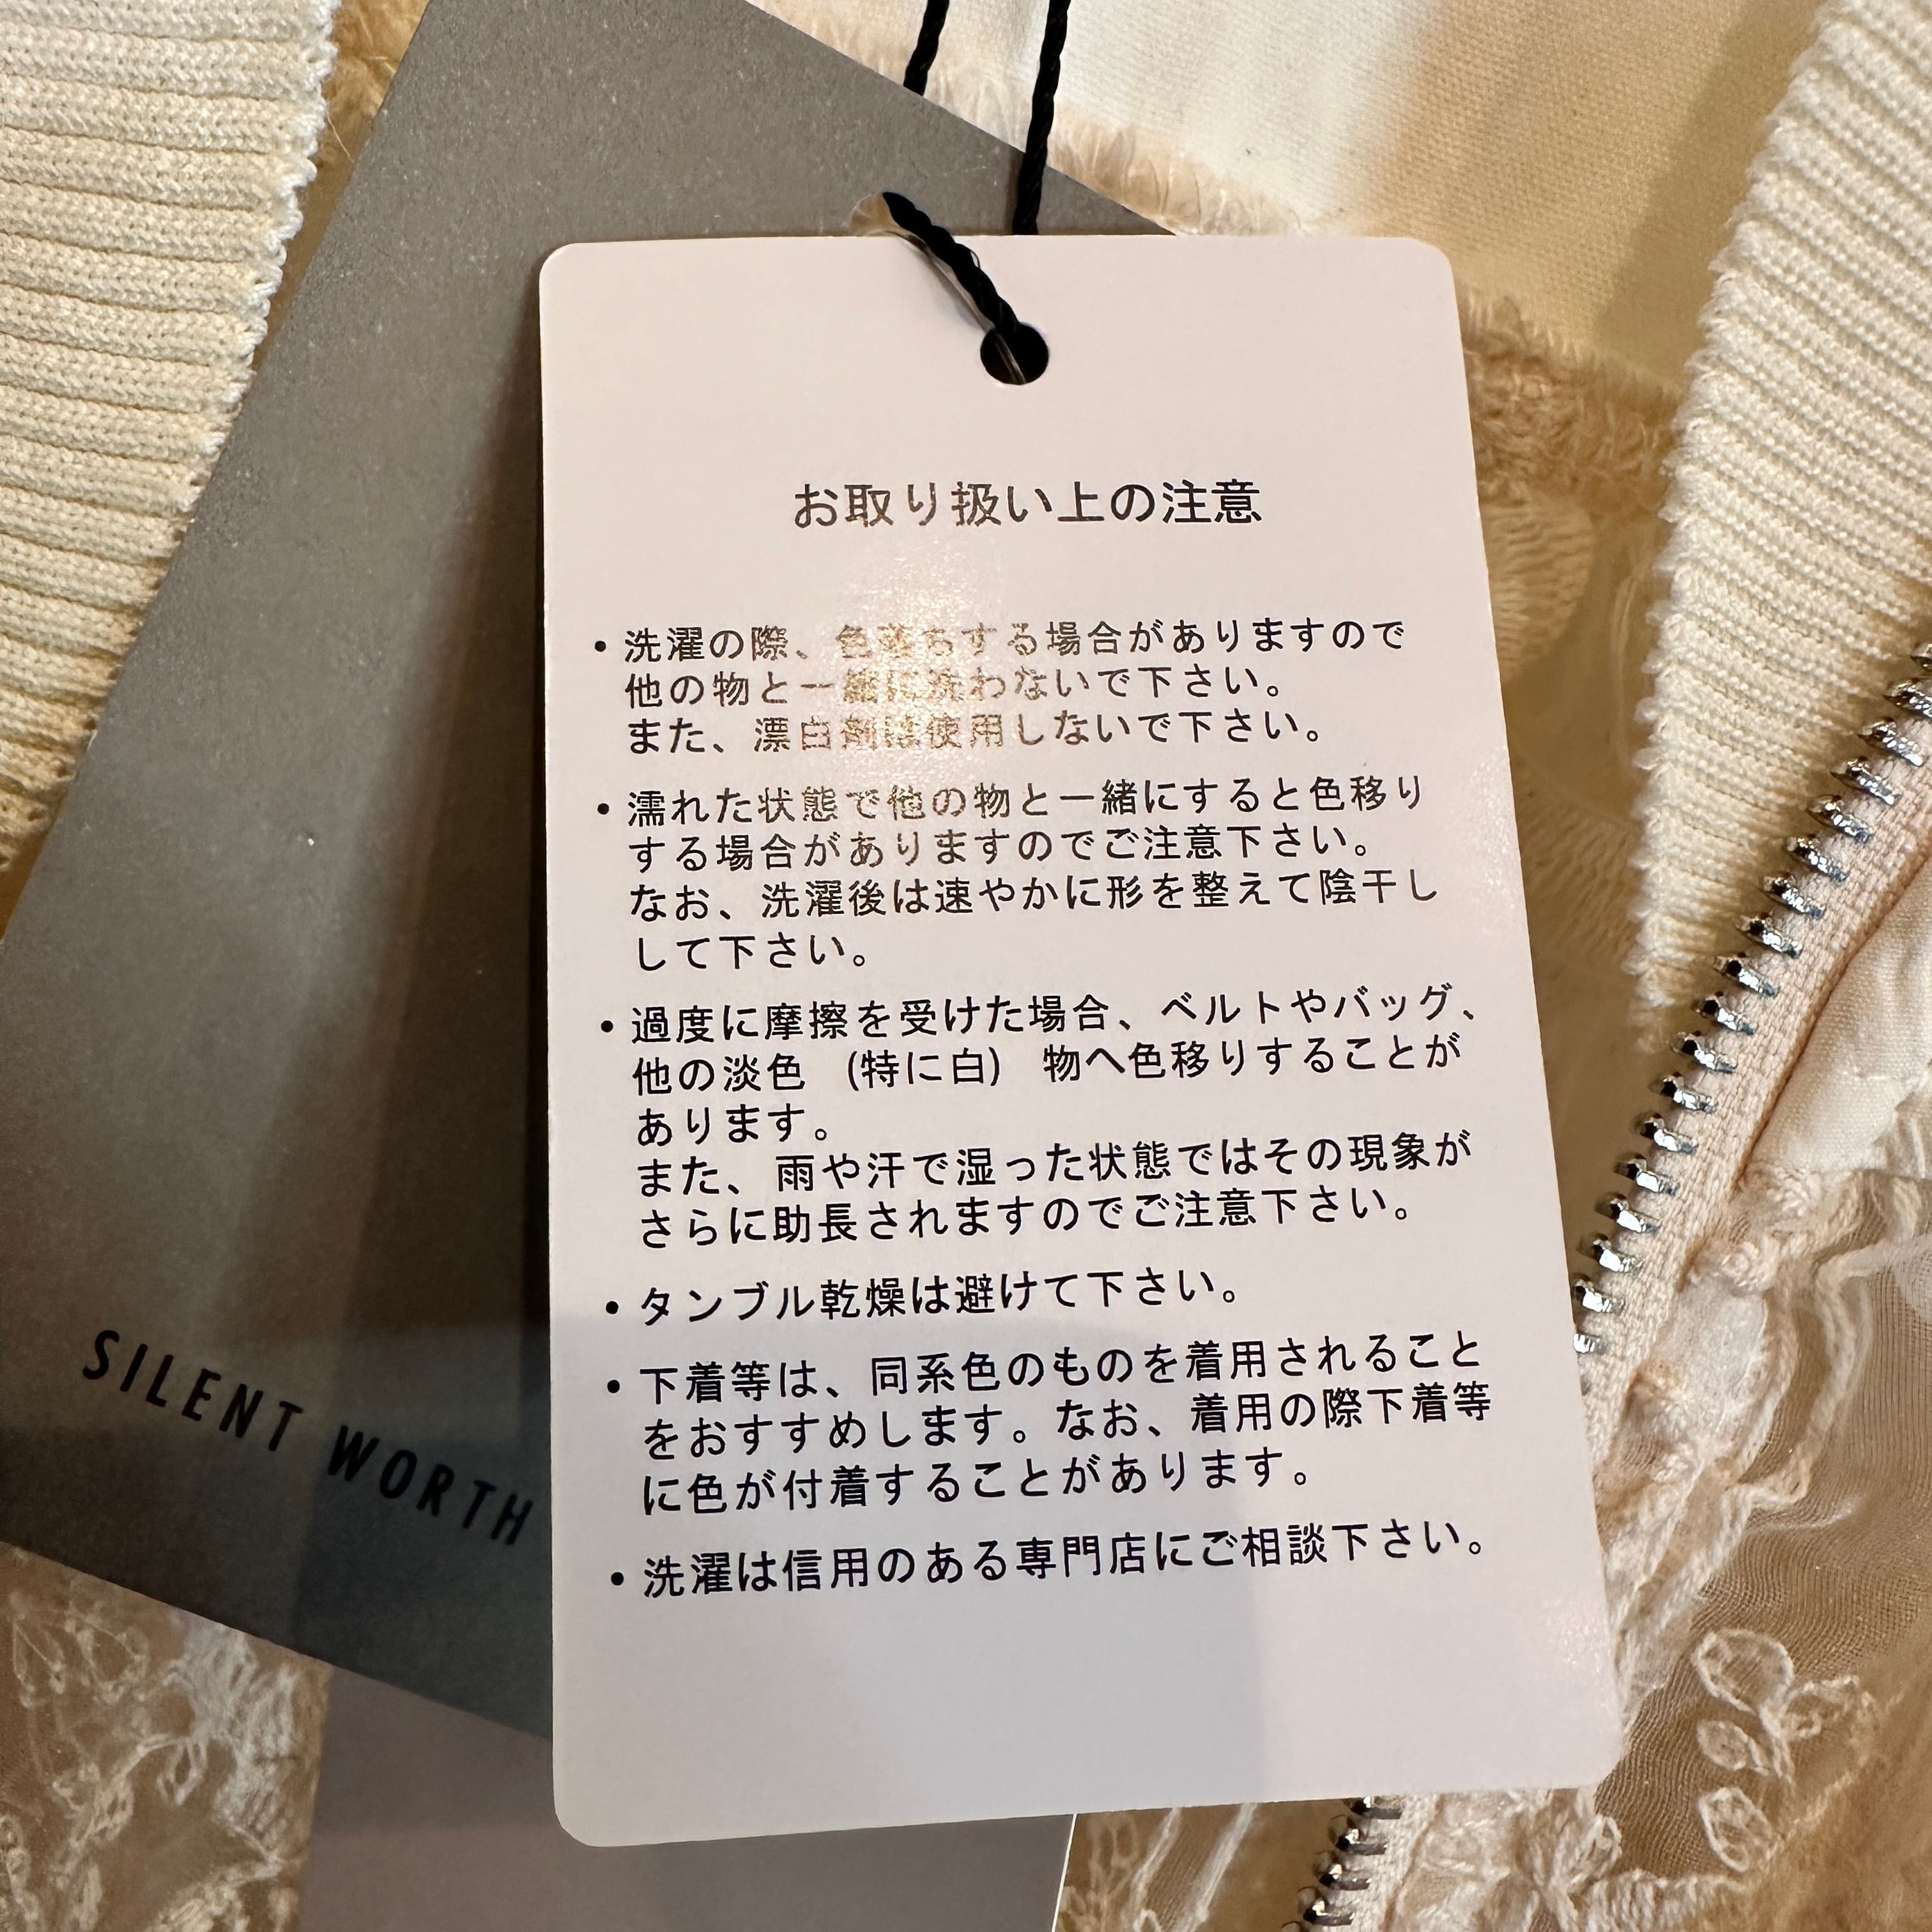 お取り扱い上の注意
•洗濯の際、色落ちする場合がありますので
他の物と一緒に洗わないで下さい。
また、漂白剤は使用しないで下さい。
•濡れた状態で他の物と一緒にすると色移り
する場合がありますのでご注意下さい。
なお、洗濯後は速やかに形を整えて陰干し
して下さい。
•過度に摩擦を受けた場合、ベルトやバッグ、
他の淡色 (特に白) 物へ色移りすることが
あります。
また、雨や汗で湿った状態ではその現象が
さらに助長されますのでご注意下さい。
•タンブル乾燥は避けて下さい。
•下着等は、同系色のものを着用されること
をおすすめします。なお、着用の際下着等
に色が付着することがあります。
•洗濯は信用のある専門店にご相談下さい。
SILENT WORTH